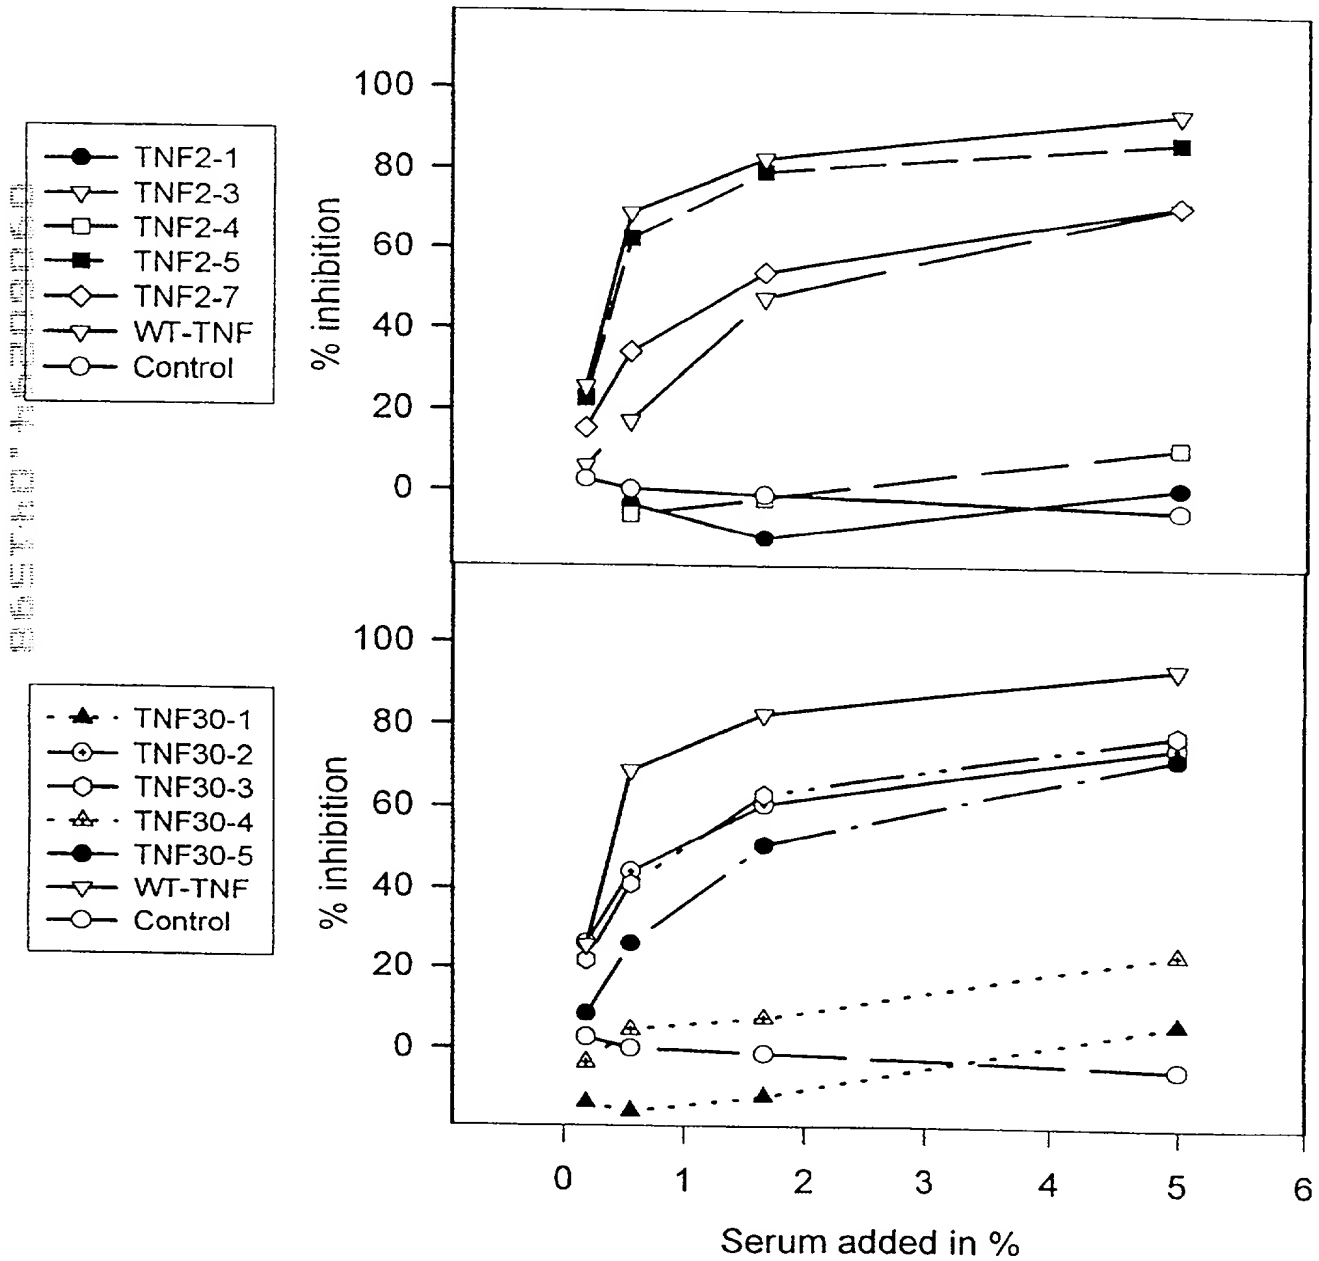 100
80
60
40
20
0
% inhibition
TNF2-1
TNF2-3
TNF2-4
TNF2-5
TNF2-7
WT-TNF
Control
100
80
60
40
20
0
% inhibition
TNF30-1
TNF30-2
TNF30-3
TNF30-4
TNF30-5
WT-TNF
Control
0 1 2 3 4 5 6
Serum added in %